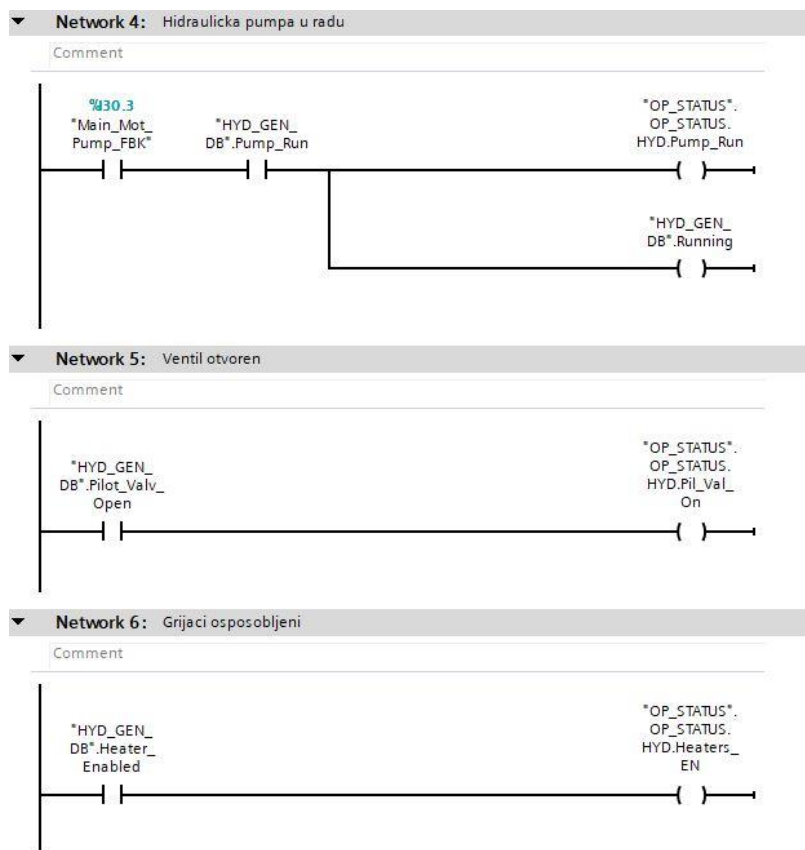 Network 4: Hidraulicka pumpa u radu
Comment
%I30.3
"Main_Mot_
Pump_FBK"
"HYD_GEN_
DB".Pump_Run
"OP_STATUS".
OP_STATUS.
HYD.Pump_Run
"HYD_GEN_
DB".Running
Network 5: Ventil otvoren
Comment
"HYD_GEN_
DB".Pilot_Valv_
Open
"OP_STATUS".
OP_STATUS.
HYD.Pil_Val_
On
Network 6: Grijaci osposobljeni
Comment
"HYD_GEN_
DB".Heater_
Enabled
"OP_STATUS".
OP_STATUS.
HYD.Heaters_
EN